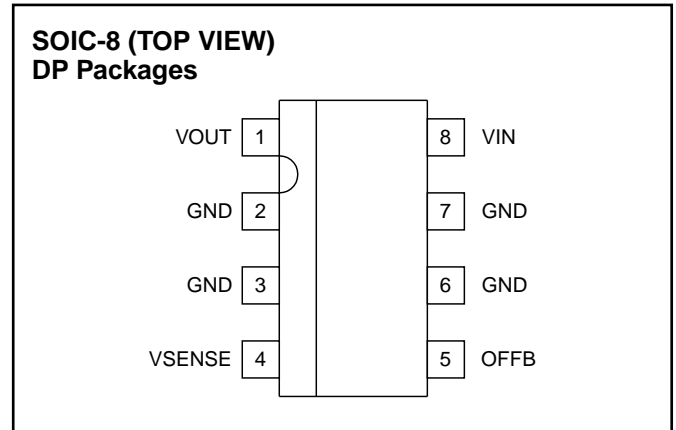 SOIC-8 (TOP VIEW)
DP Packages
VOUT 1 8 VIN
GND 2 7 GND
GND 3 6 GND
VSENSE 4 5 OFFB